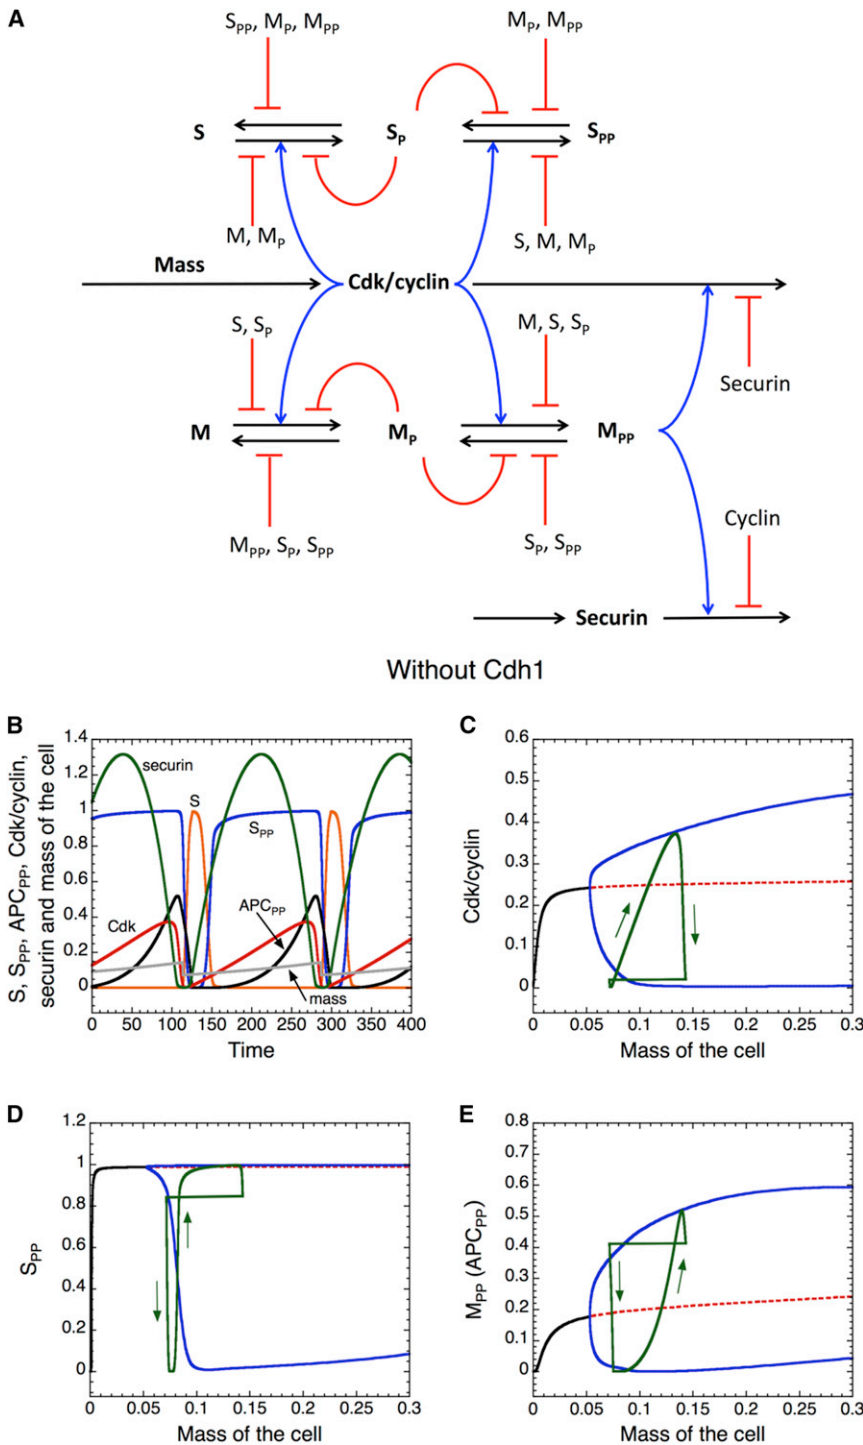 A
S_PP, M_P, M_PP
M_P, M_PP
S
S_P
S_PP
M, M_P
S, M, M_P
Mass
Cdk/cyclin
S, S_P
M, S, S_P
Securin
M
M_P
M_PP
M_PP, S_P, S_PP
S_P, S_PP
Cyclin
Securin
Without Cdh1
B
S, S_PP, APC_PP, Cdk/cyclin,
securin and mass of the cell
1.4
1.2
1
0.8
0.6
0.4
0.2
0
securin
S
S_PP
Cdk
APC_PP
mass
0 50 100 150 200 250 300 350 400
Time
C
Cdk/cyclin
0.6
0.5
0.4
0.3
0.2
0.1
0
0 0.05 0.1 0.15 0.2 0.25 0.3
Mass of the cell
D
S_PP
1.2
1
0.8
0.6
0.4
0.2
0
0 0.05 0.1 0.15 0.2 0.25 0.3
Mass of the cell
E
M_PP (APC_PP)
0.8
0.7
0.6
0.5
0.4
0.3
0.2
0.1
0
0 0.05 0.1 0.15 0.2 0.25 0.3
Mass of the cell